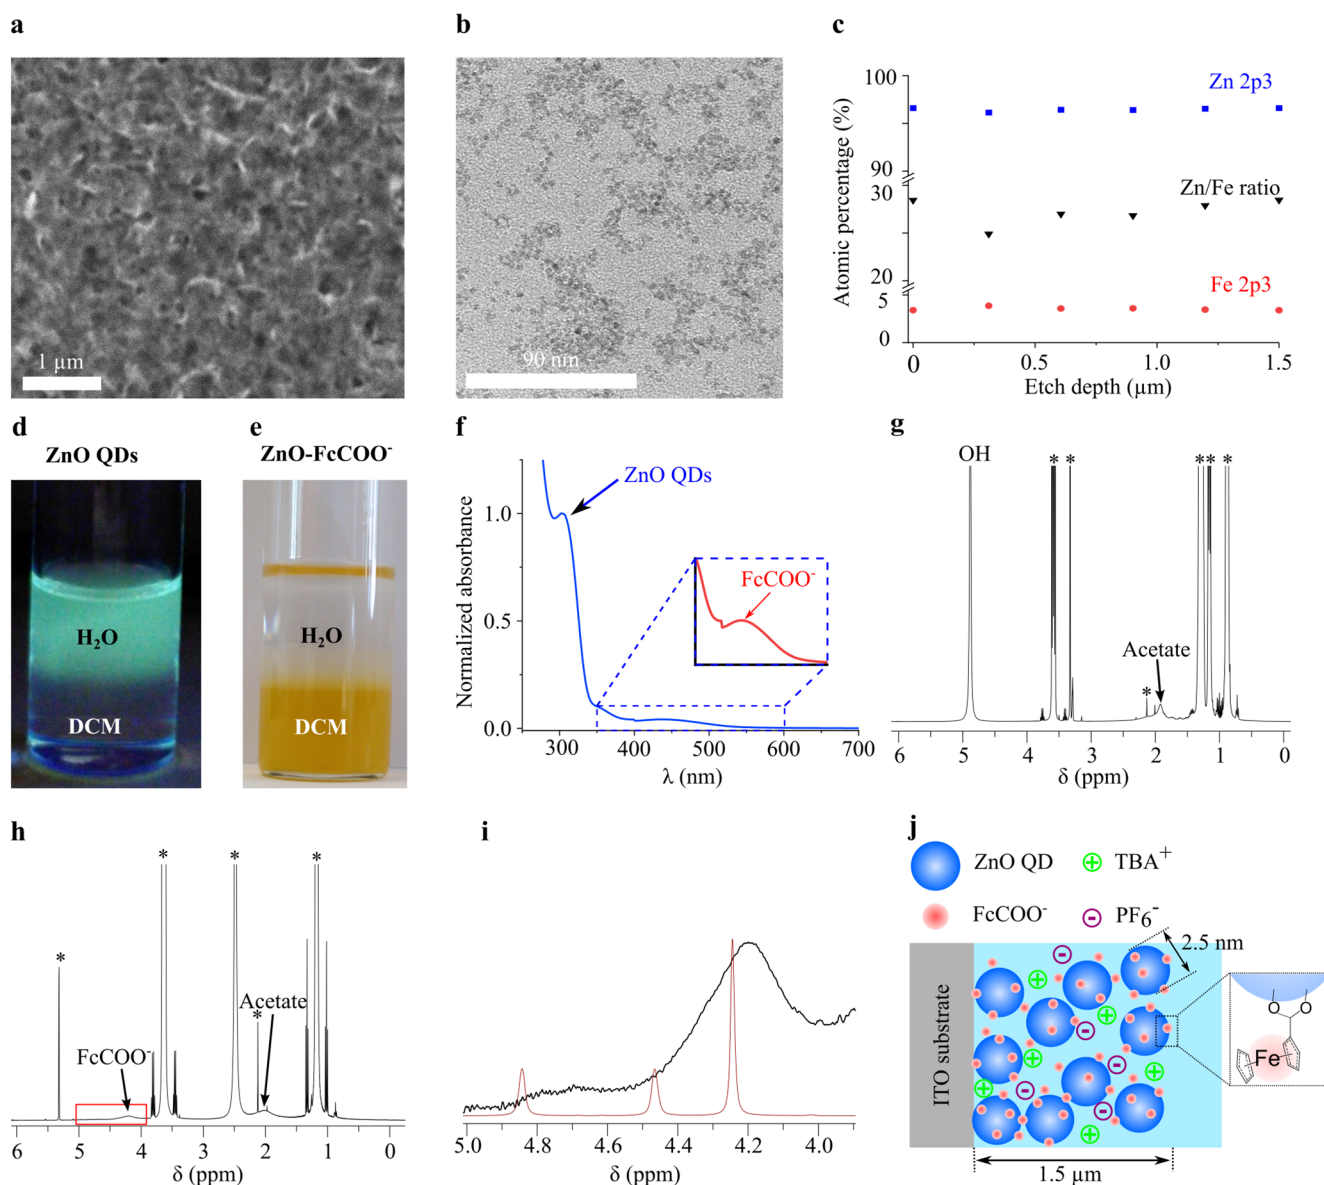 a
1 µm
b
90 nm
c
100
90
30
20
5
0
Atomic percentage (%)
Zn 2p3
Zn/Fe ratio
Fe 2p3
0 0.5 1.0 1.5
Etch depth (µm)
d
ZnO QDs
H₂O
DCM
e
ZnO-FcCOO⁻
H₂O
DCM
f
ZnO QDs
FcCOO⁻
Normalized absorbance
1.0
0.5
0.0
300 400 500 600 700
λ (nm)
g
OH
* * ** *
Acetate
*
6 5 4 3 2 1 0
δ (ppm)
h
* * *
*
Acetate
*
FcCOO⁻
6 5 4 3 2 1 0
δ (ppm)
i
5.0 4.8 4.6 4.4 4.2 4.0
δ (ppm)
j
ZnO QD
TBA⁺
FcCOO⁻
PF₆⁻
2.5 nm
ITO substrate
O O
Fe
1.5 µm